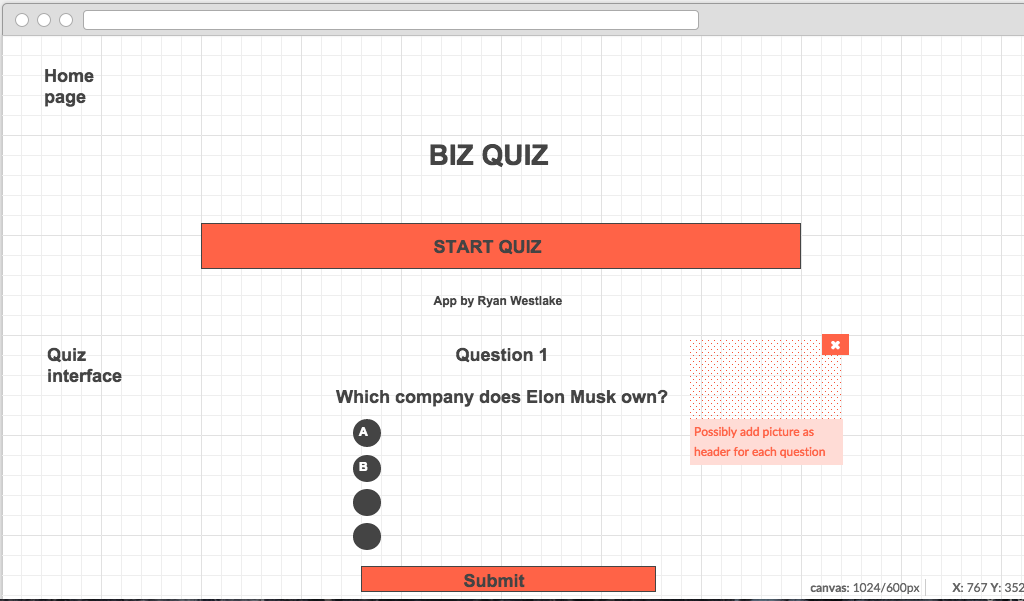 Home
page
BIZ QUIZ
START QUIZ
App by Ryan Westlake
Quiz
interface
Question 1
Which company does Elon Musk own?
A
B
Possibly add picture as
header for each question
Submit
canvas: 1024/600px
X: 767 Y: 352